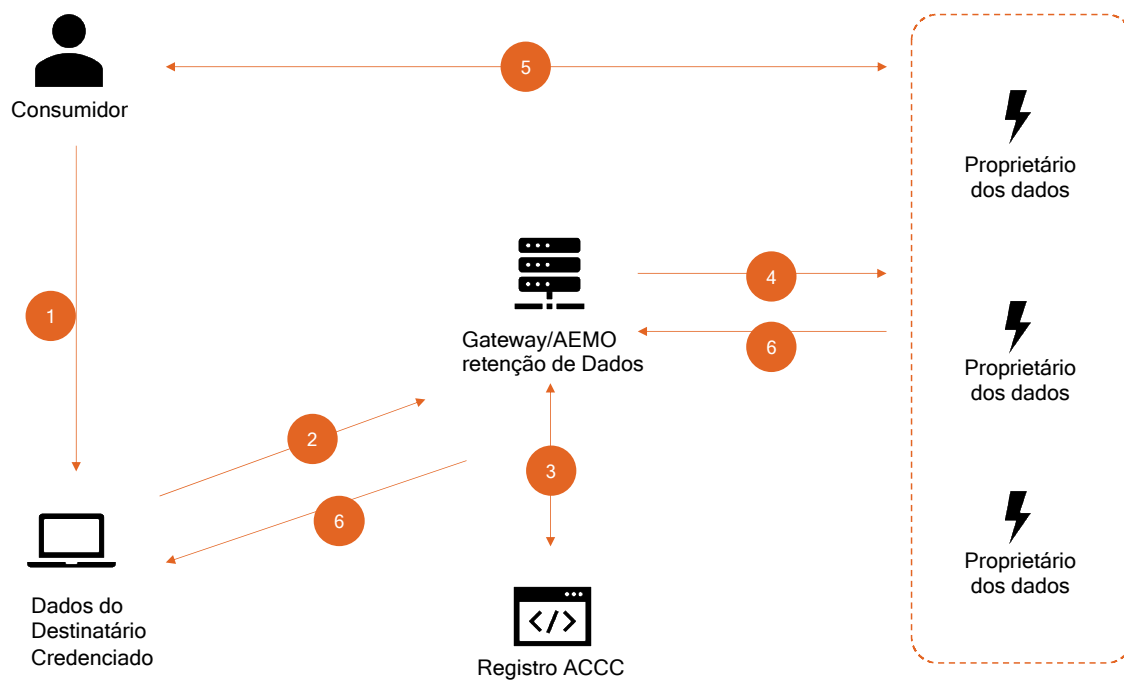 5
Consumidor
Proprietário
dos dados
4
1
Gateway/AEMO
retenção de Dados
6
Proprietário
dos dados
2
3
6
Proprietário
dos dados
Dados do
Destinatário
Credenciado
</>
Registro ACCC